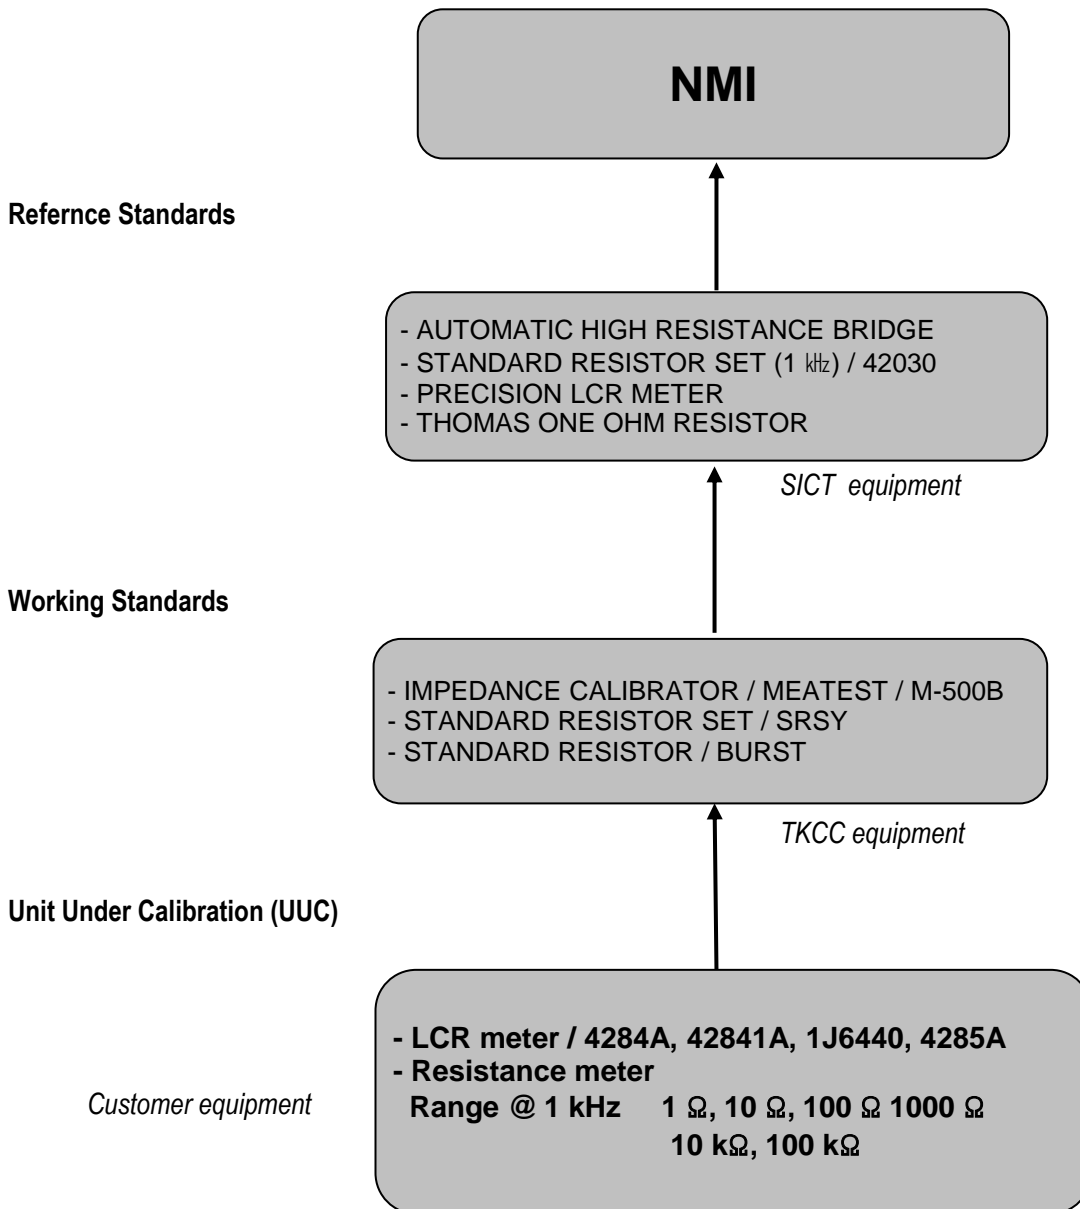 NMI
Refernce Standards
- AUTOMATIC HIGH RESISTANCE BRIDGE
- STANDARD RESISTOR SET (1 ㎑) / 42030
- PRECISION LCR METER
- THOMAS ONE OHM RESISTOR
SICT equipment
Working Standards
- IMPEDANCE CALIBRATOR / MEATEST / M-500B
- STANDARD RESISTOR SET / SRSY
- STANDARD RESISTOR / BURST
TKCC equipment
Unit Under Calibration (UUC)
- LCR meter / 4284A, 42841A, 1J6440, 4285A
- Resistance meter
Customer equipment
Range @ 1 kHz 1 Ω, 10 Ω, 100 Ω 1000 Ω
10 kΩ, 100 kΩ